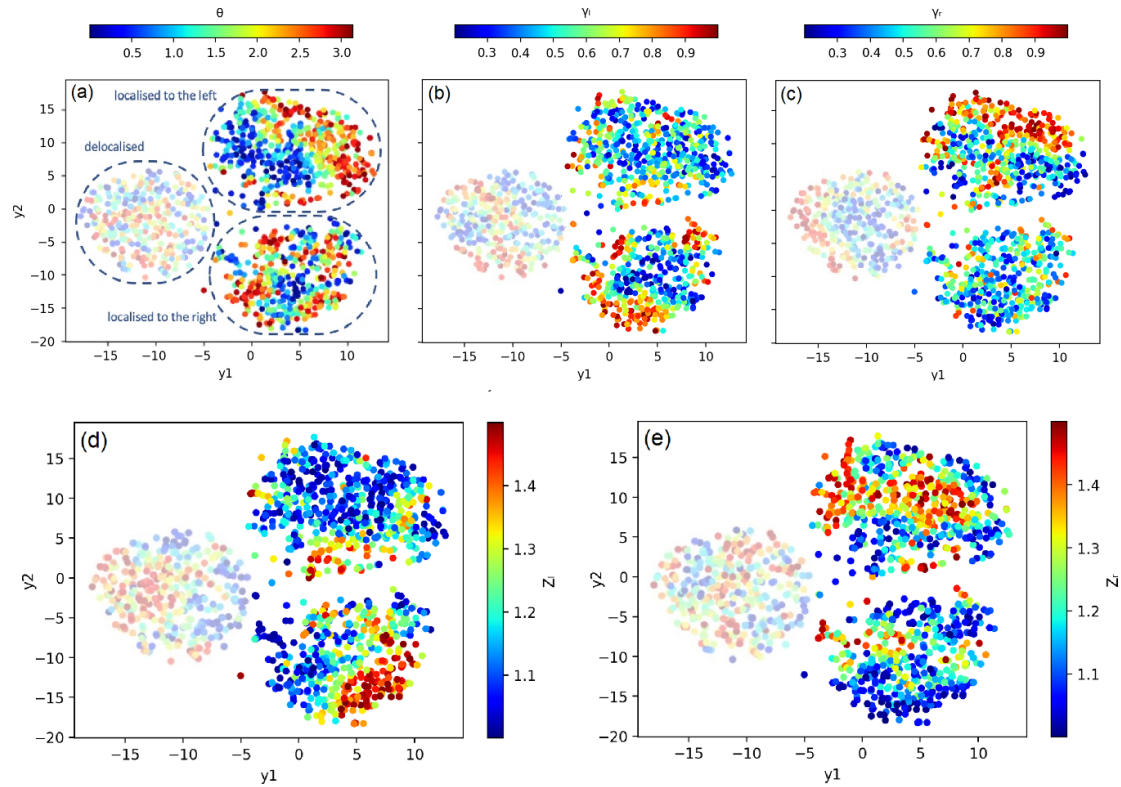 θ
γₗ
γᵣ
0.5 1.0 1.5 2.0 2.5 3.0
0.3 0.4 0.5 0.6 0.7 0.8 0.9
0.3 0.4 0.5 0.6 0.7 0.8 0.9
(a)
localised to the left
delocalised
localised to the right
15
10
5
0
−5
−10
−15
−20
y2
−15 −10 −5 0 5 10
y1
(b)
−15 −10 −5 0 5 10
y1
(c)
−15 −10 −5 0 5 10
y1
(d)
15
10
5
0
−5
−10
−15
−20
y2
−15 −10 −5 0 5 10
y1
1.4
1.3
1.2
1.1
Zₗ
(e)
15
10
5
0
−5
−10
−15
−20
y2
−15 −10 −5 0 5 10
y1
1.4
1.3
1.2
1.1
Zᵣ